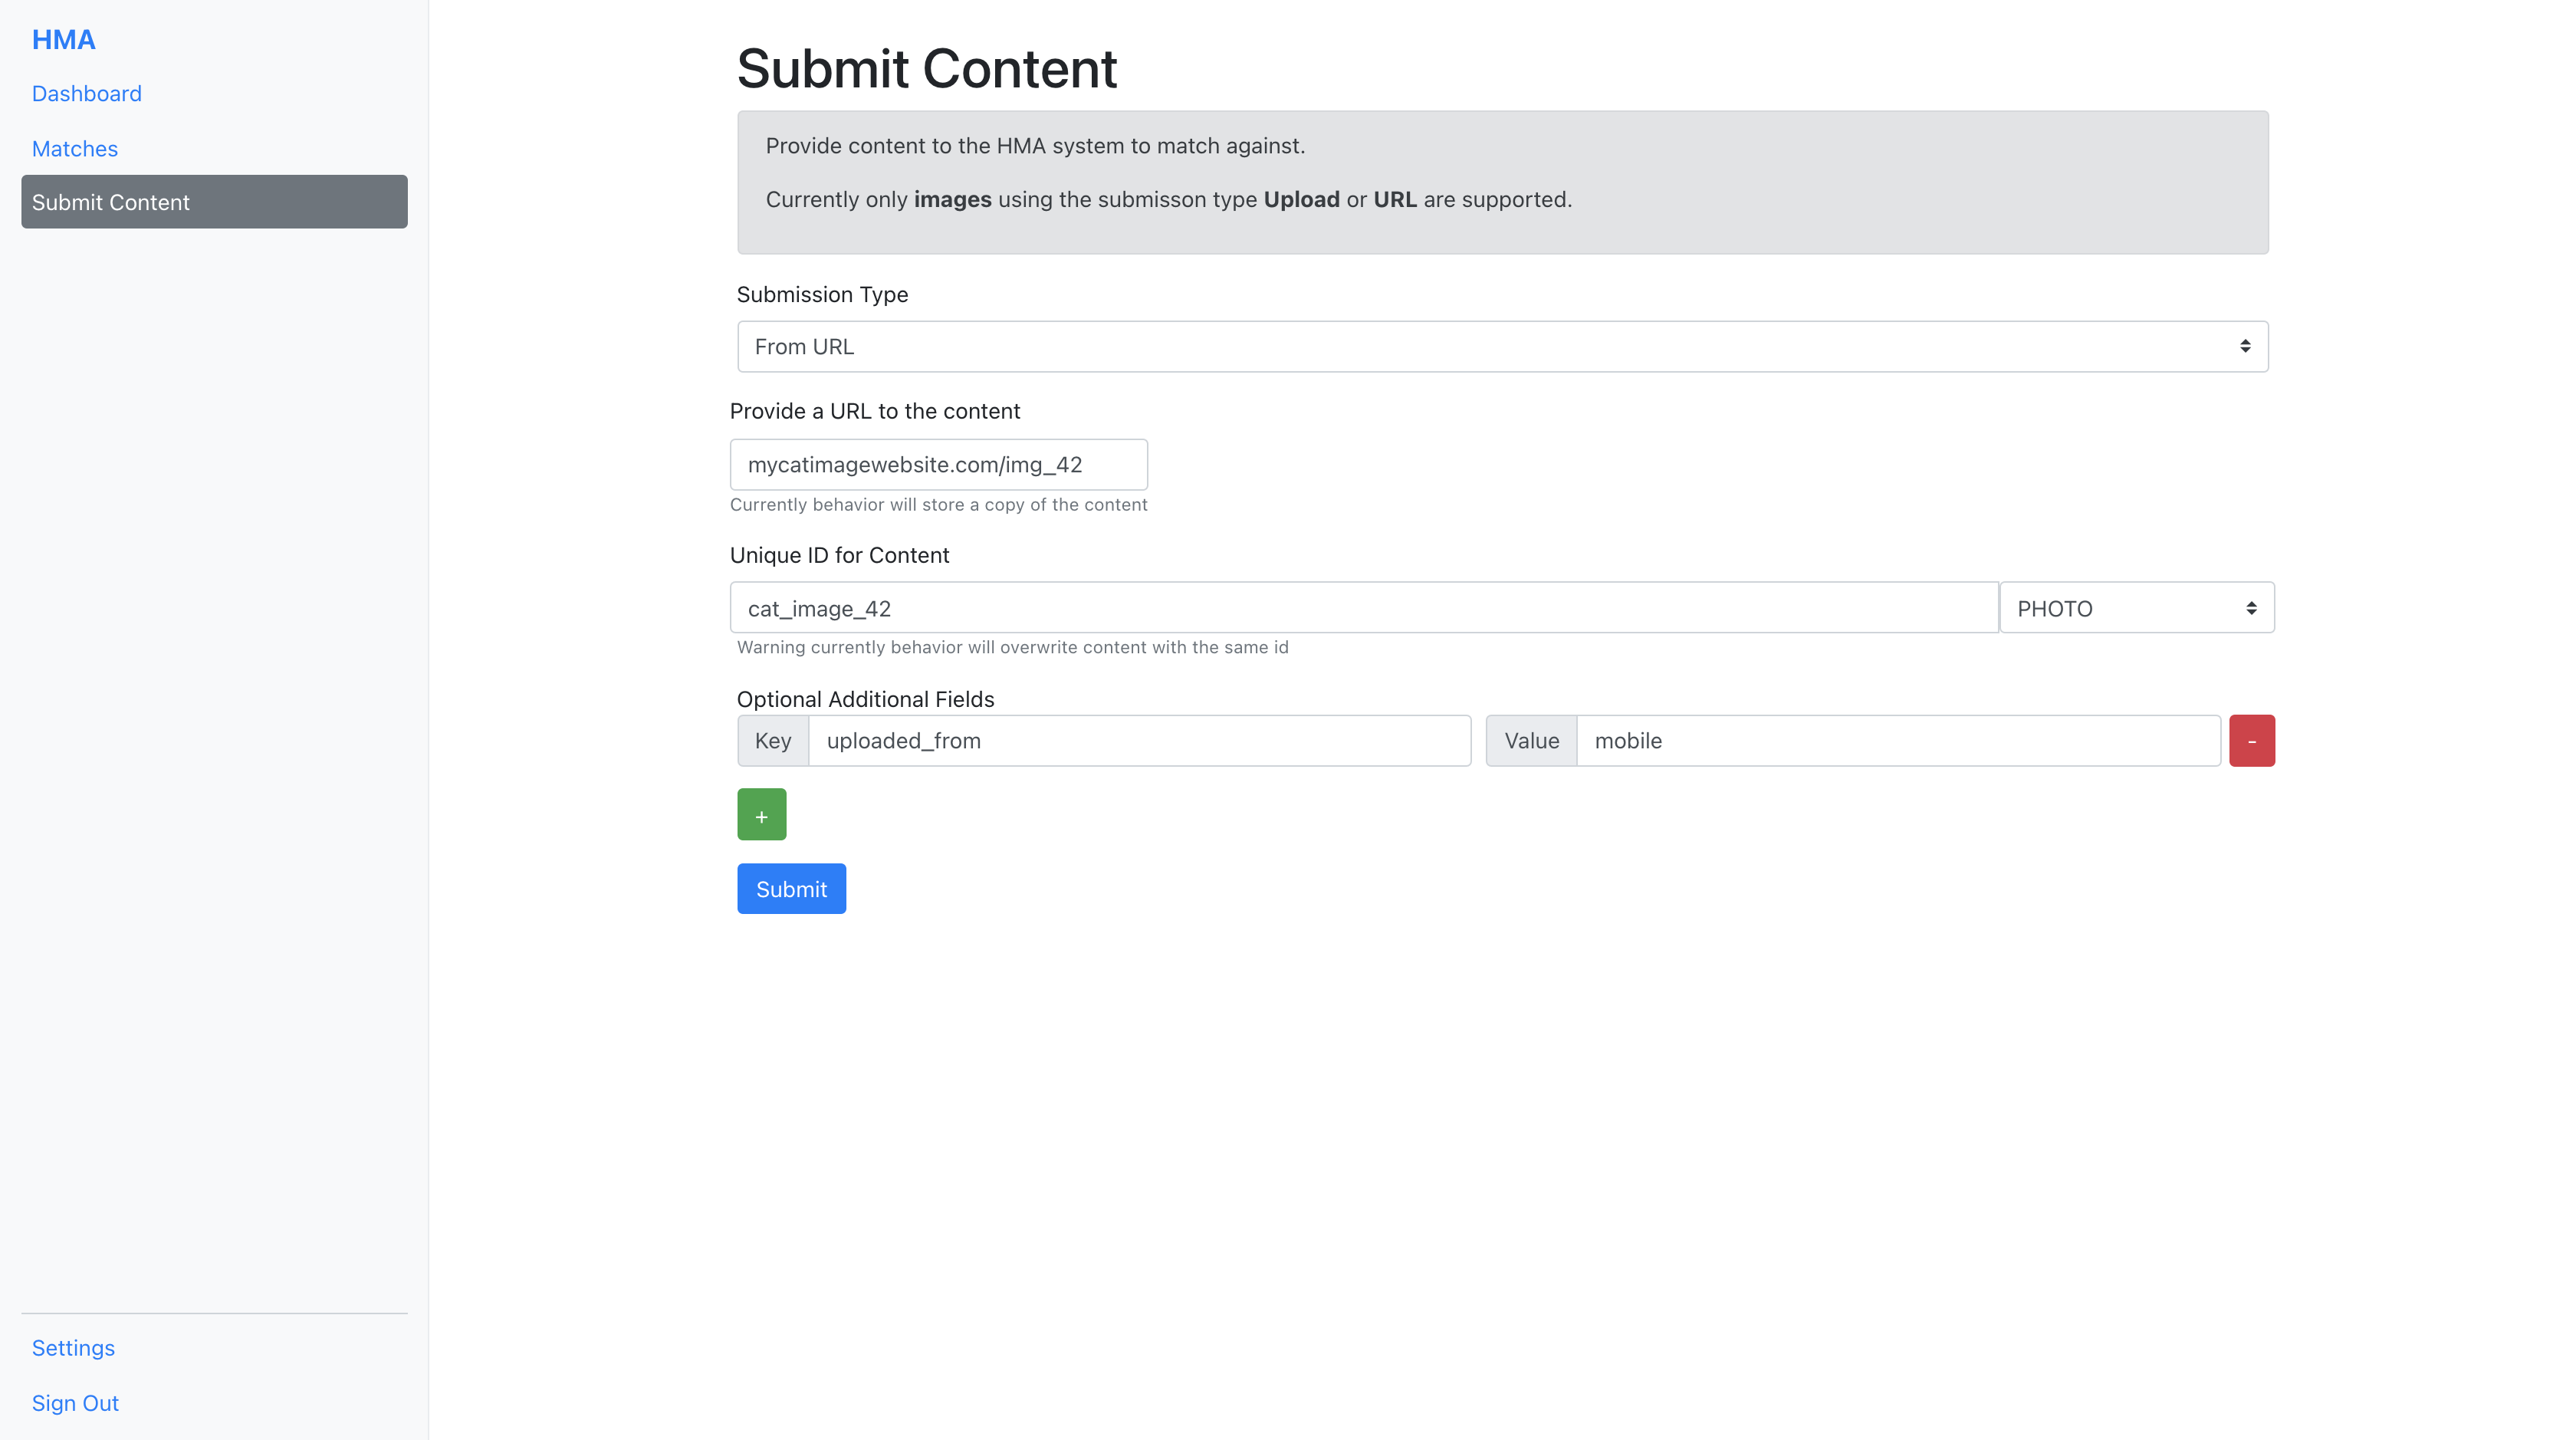 HMA
Dashboard
Matches
Submit Content
Settings
Sign Out
Submit Content
Provide content to the HMA system to match against.
Currently only images using the submisson type Upload or URL are supported.
Submission Type
From URL
Provide a URL to the content
mycatimagewebsite.com/img_42
Currently behavior will store a copy of the content
Unique ID for Content
cat_image_42 PHOTO
Warning currently behavior will overwrite content with the same id
Optional Additional Fields
Key uploaded_from Value mobile -
+
Submit